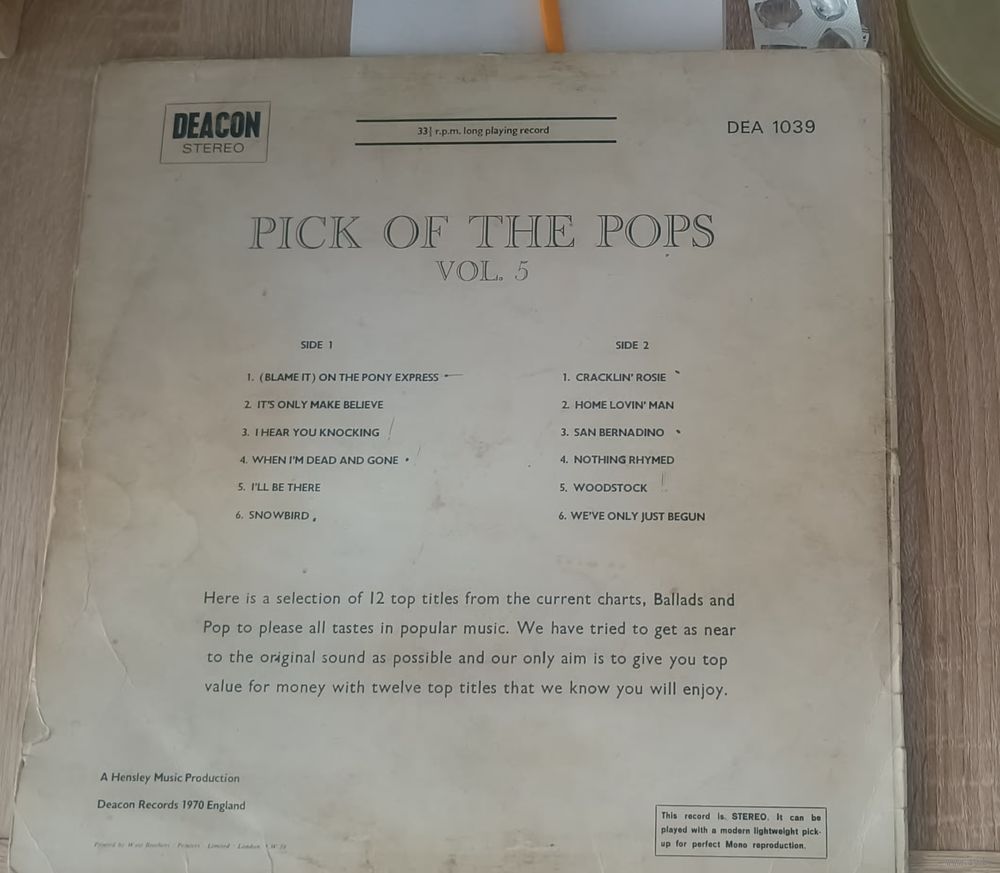 DEACON
STEREO
33⅓ r.p.m. long playing record
DEA 1039
PICK OF THE POPS
VOL. 5
SIDE 1
1. (BLAME IT) ON THE PONY EXPRESS
2. IT'S ONLY MAKE BELIEVE
3. I HEAR YOU KNOCKING
4. WHEN I'M DEAD AND GONE
5. I'LL BE THERE
6. SNOWBIRD
SIDE 2
1. CRACKLIN' ROSIE
2. HOME LOVIN' MAN
3. SAN BERNADINO
4. NOTHING RHYMED
5. WOODSTOCK
6. WE'VE ONLY JUST BEGUN
Here is a selection of 12 top titles from the current charts, Ballads and
Pop to please all tastes in popular music. We have tried to get as near
to the original sound as possible and our only aim is to give you top
value for money with twelve top titles that we know you will enjoy.
A Hensley Music Production
Deacon Records 1970 England
Printed by West Brothers Printers Limited London
This record is STEREO. It can be
played with a modern lightweight pick-
up for perfect Mono reproduction.